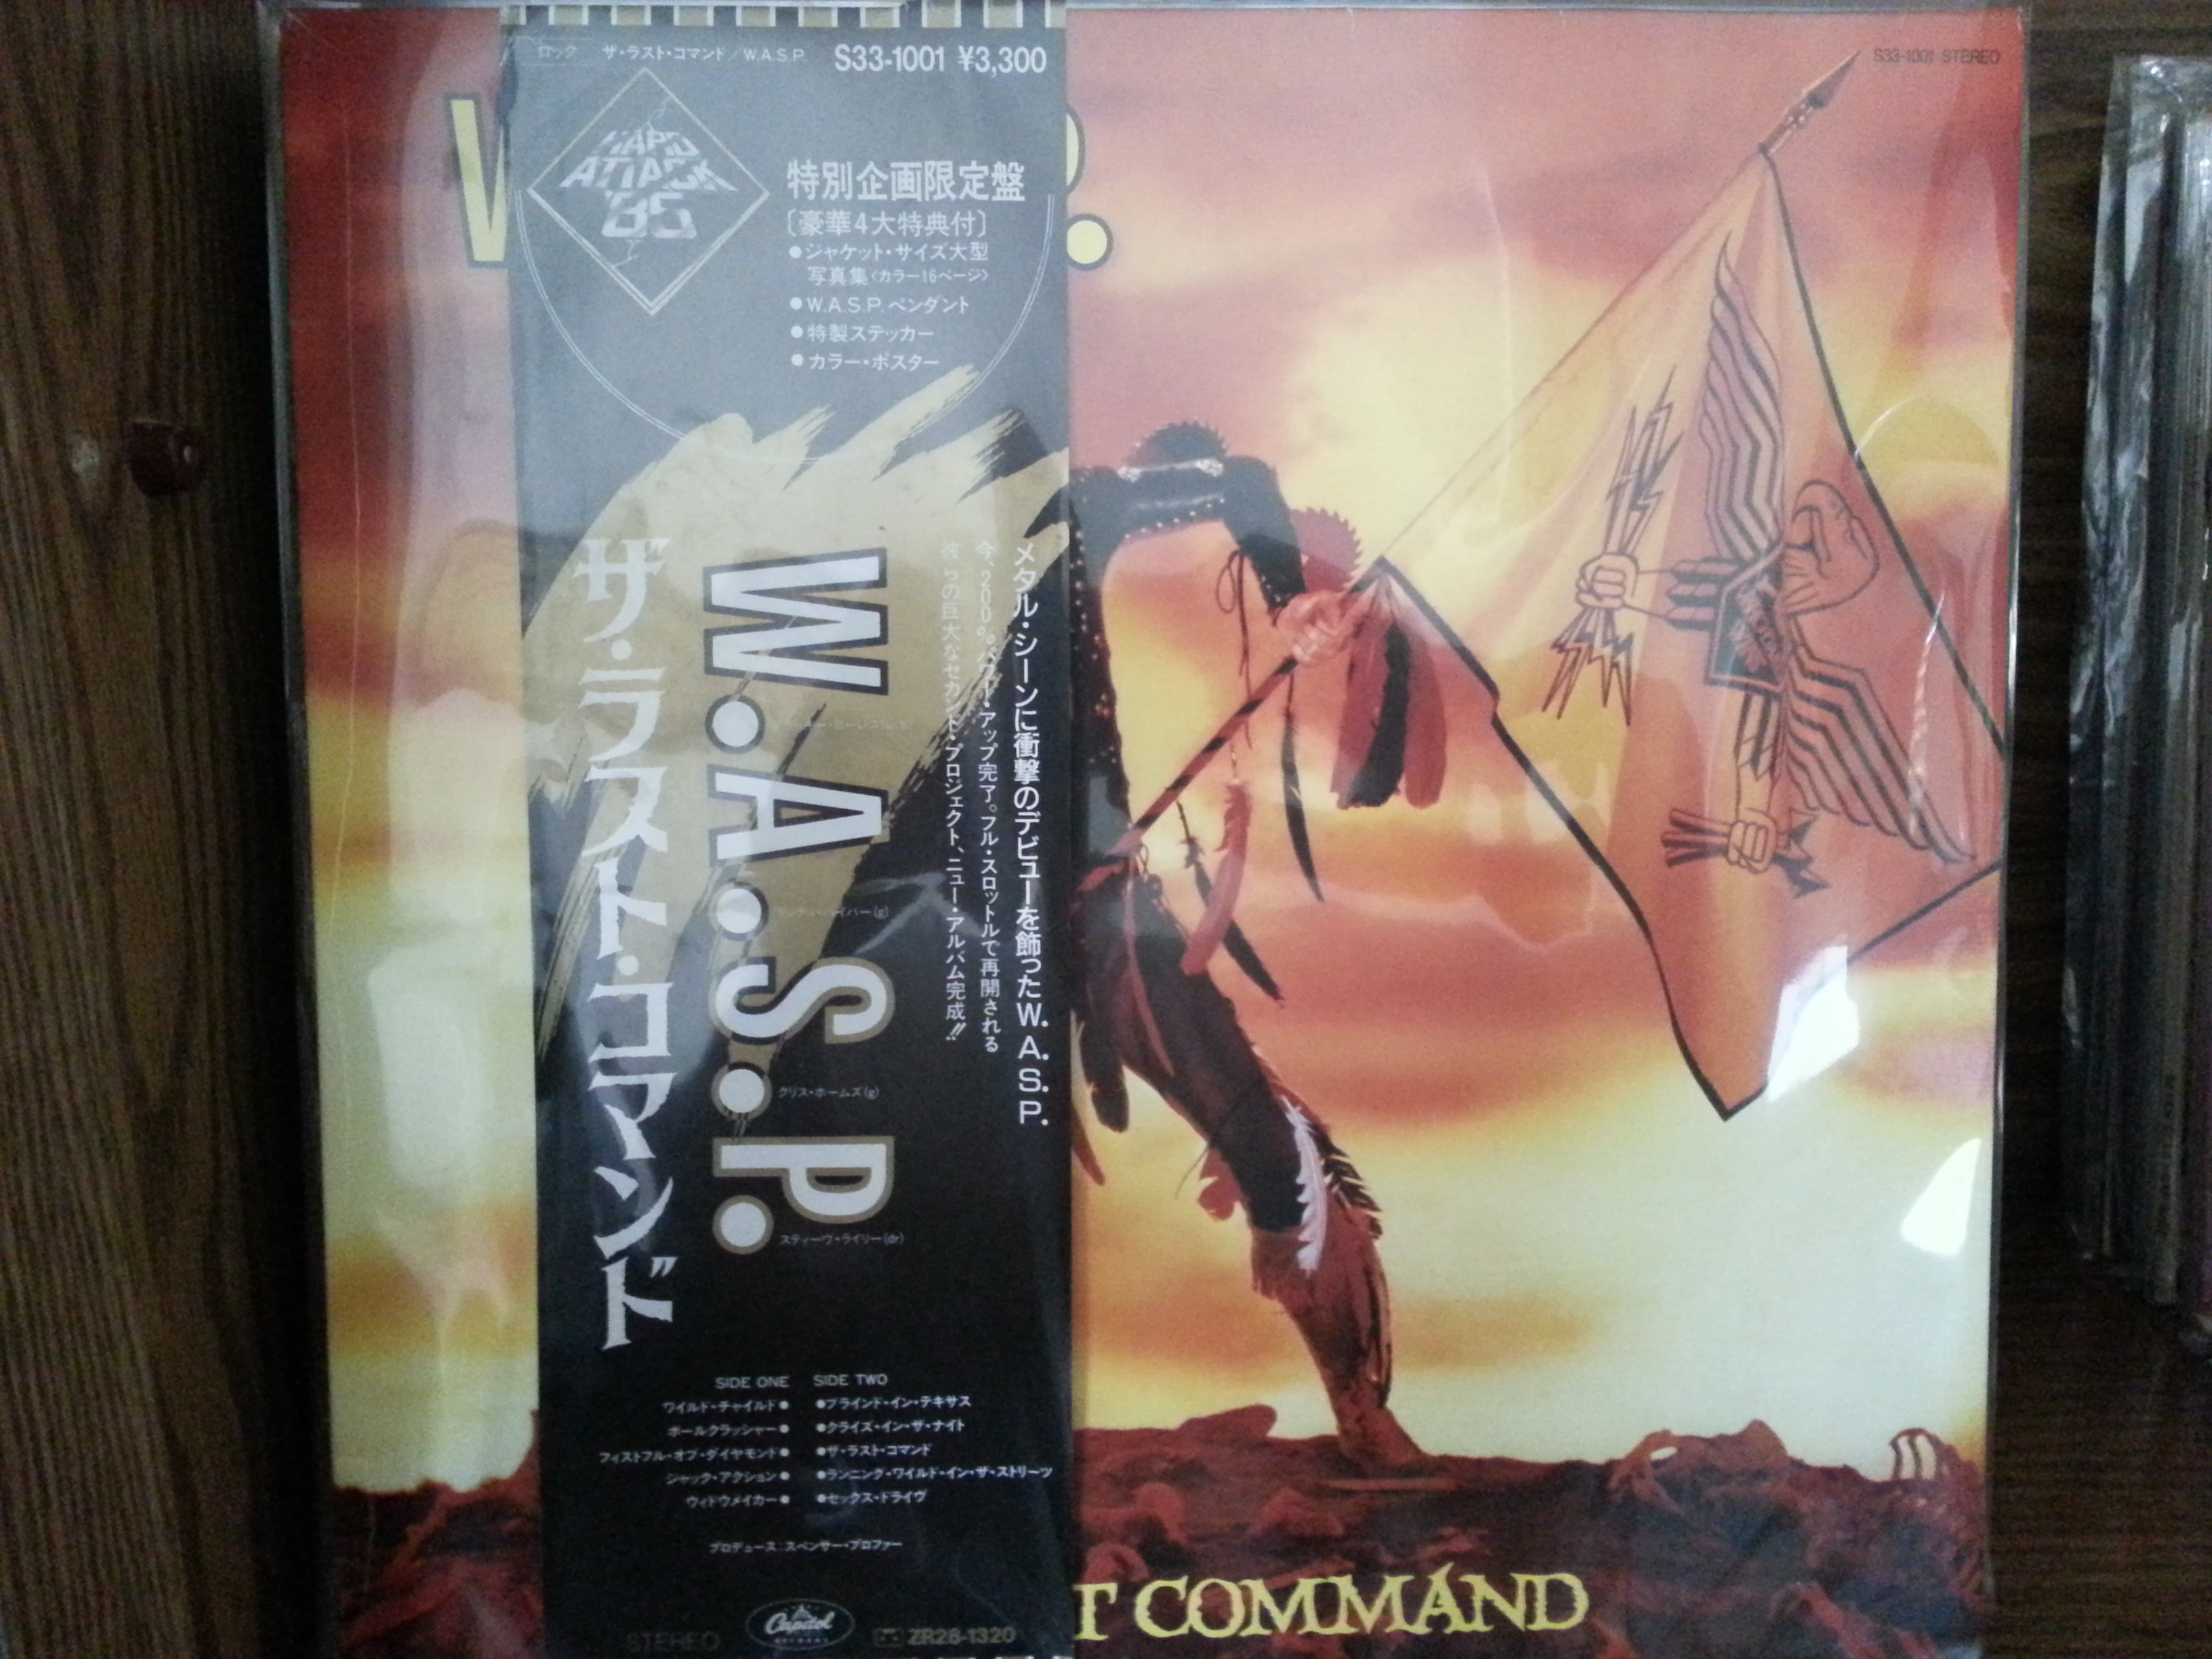 ロック ザ・ラスト・コマンド/W.A.S.P. S33-1001 ¥3,300
S33-1001 STEREO
HARD
ATTACK
'85
特別企画限定盤
〔豪華4大特典付〕
●ジャケット・サイズ大型
写真集〈カラー16ページ〉
●W.A.S.P.ペンダント
●特製ステッカー
●カラー・ポスター
メタル・シーンに衝撃のデビューを飾ったW.A.S.P.
今、200%パワー・アップ完了。フル・スロットルで再開される
彼らの巨大なセカンド・プロジェクト、ニュー・アルバム完成!!
W.A.S.P.
ランディ・パイパー(g)
クリス・ホームズ(g)
スティーヴ・ライリー(dr)
ザ・ラスト・コマンド
SIDE ONE
ワイルド・チャイルド●
ボールクラッシャー●
フィストフル・オブ・ダイヤモンド●
ジャック・アクション●
ウィドウメイカー●
SIDE TWO
●ブラインド・イン・テキサス
●クライズ・イン・ザ・ナイト
●ザ・ラスト・コマンド
●ランニング・ワイルド・イン・ザ・ストリーツ
●セックス・ドライヴ
プロデュース:スペンサー・プロファー
STEREO Capitol ZR28-1320
T COMMAND